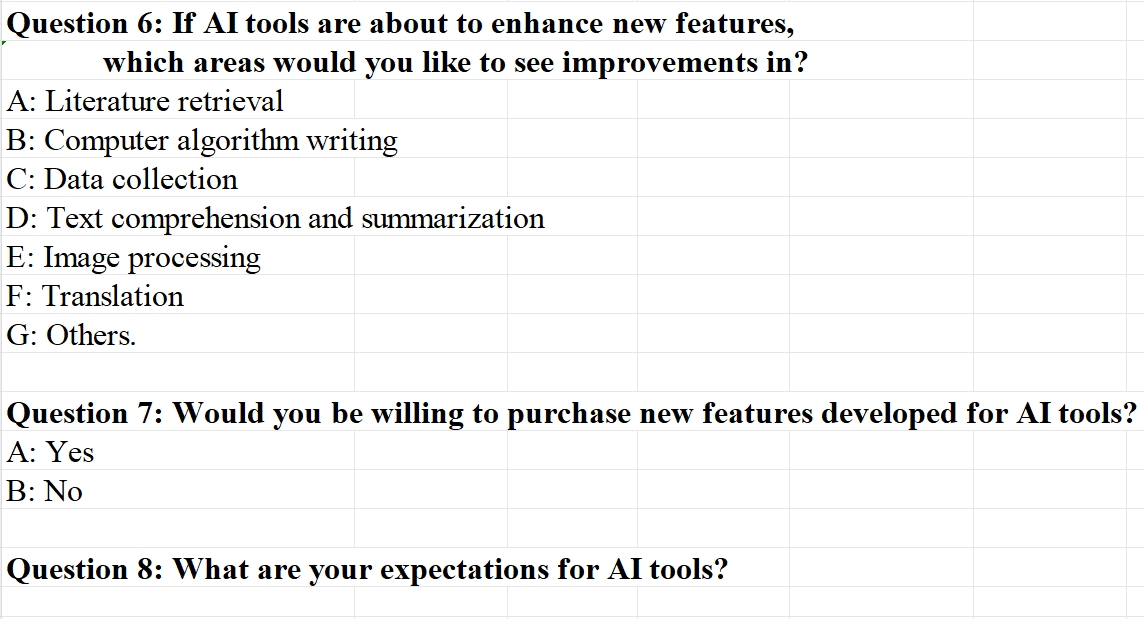 Question 6: If AI tools are about to enhance new features,
which areas would you like to see improvements in?
A: Literature retrieval
B: Computer algorithm writing
C: Data collection
D: Text comprehension and summarization
E: Image processing
F: Translation
G: Others.
Question 7: Would you be willing to purchase new features developed for AI tools?
A: Yes
B: No
Question 8: What are your expectations for AI tools?